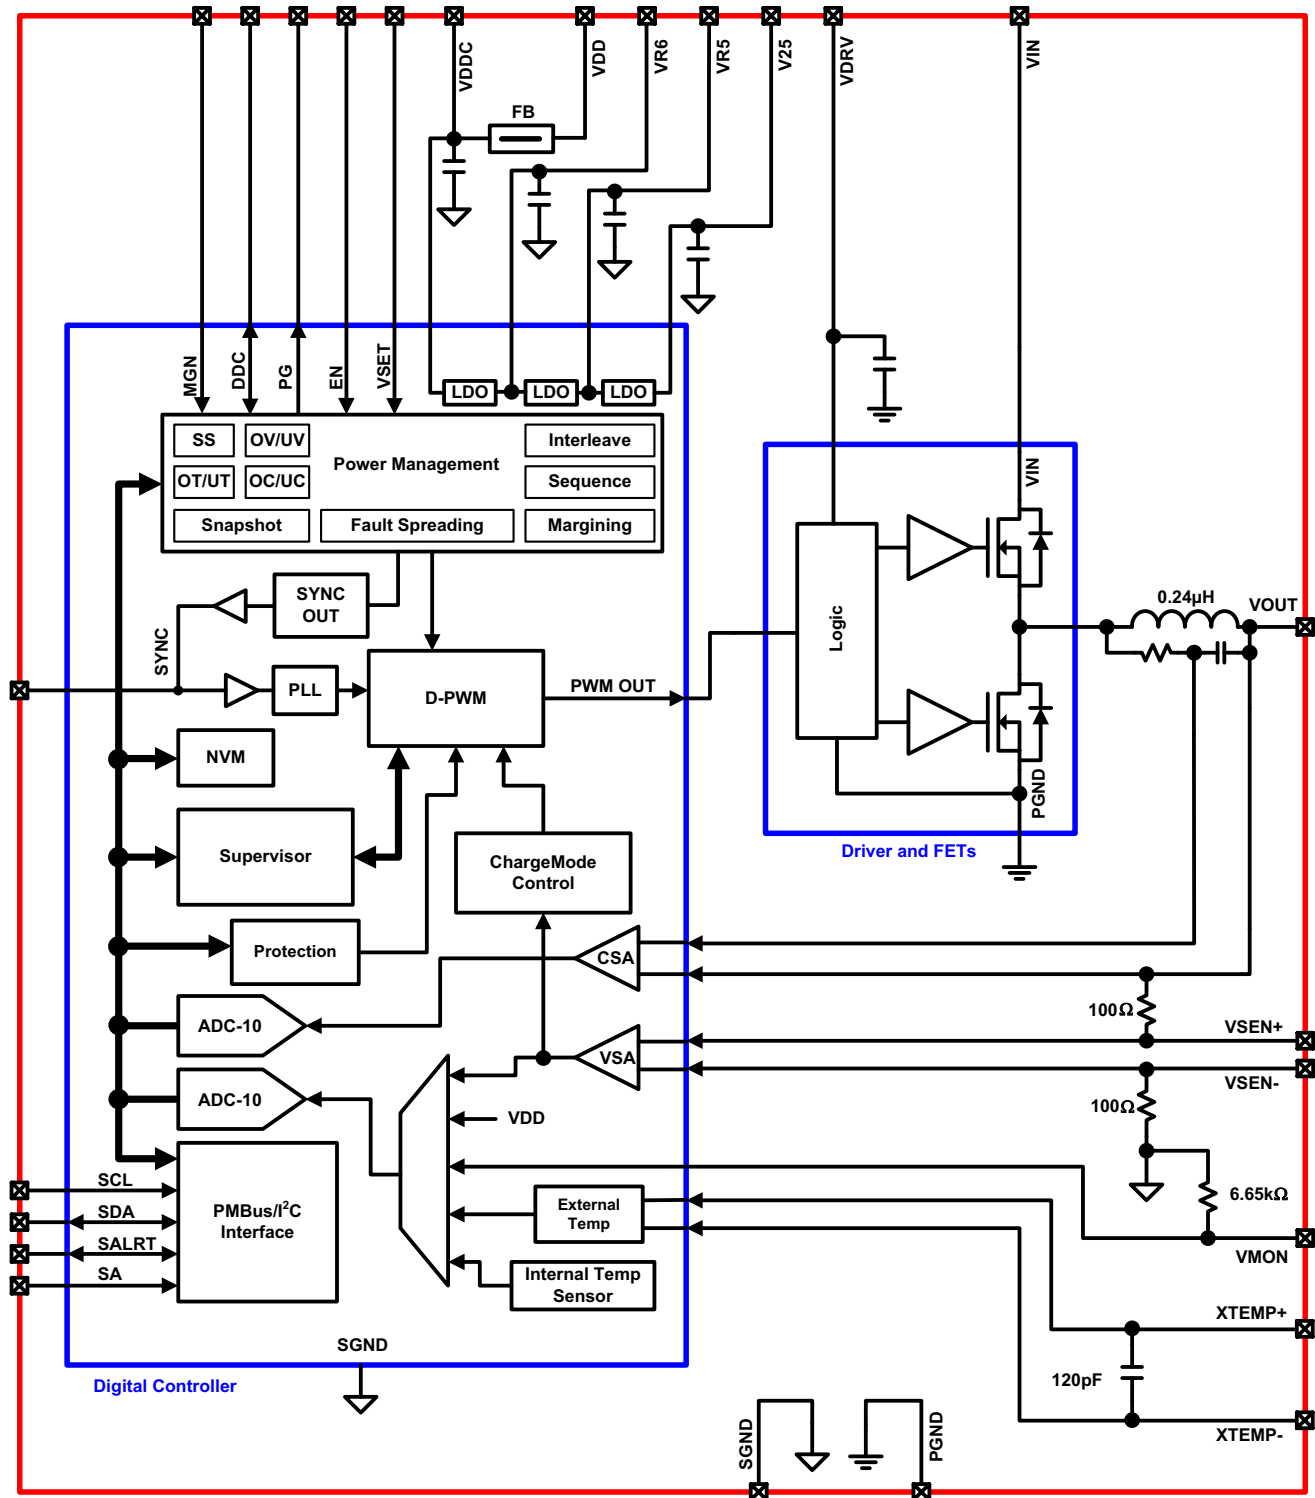 VDDC
VDD
VR6
VR5
V25
VDRV
VIN
FB
MGN
DDC
PG
EN
VSET
LDO
LDO
LDO
SS
OV/UV
Interleave
Power Management
OT/UT
OC/UC
Sequence
Snapshot
Fault Spreading
Margining
VIN
SYNC
OUT
0.24µH
VOUT
Logic
SYNC
PLL
D-PWM
PWM OUT
NVM
PGND
Supervisor
ChargeMode
Control
Driver and FETs
Protection
CSA
ADC-10
100Ω
VSEN+
VSA
VSEN-
ADC-10
VDD
100Ω
SCL
SDA
SALRT
SA
PMBus/I²C
Interface
External
Temp
6.65kΩ
VMON
Internal Temp
Sensor
XTEMP+
SGND
120pF
Digital Controller
XTEMP-
SGND
PGND